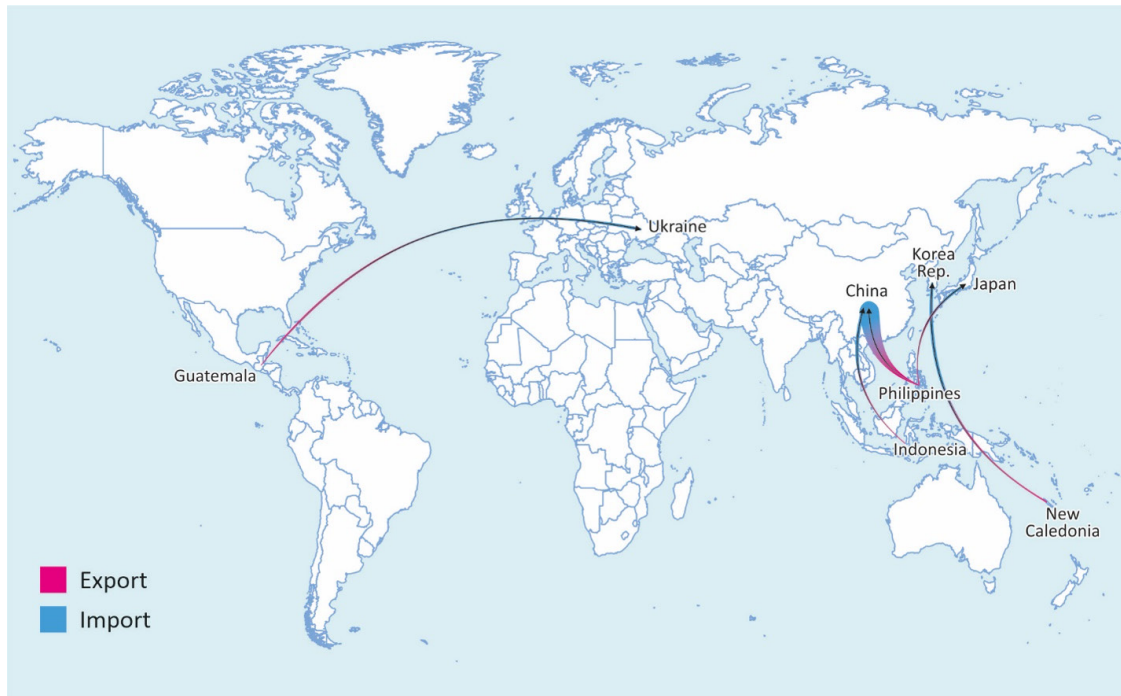 Ukraine
Korea
Rep.
Japan
China
Guatemala
Philippines
Indonesia
New
Caledonia
Export
Import